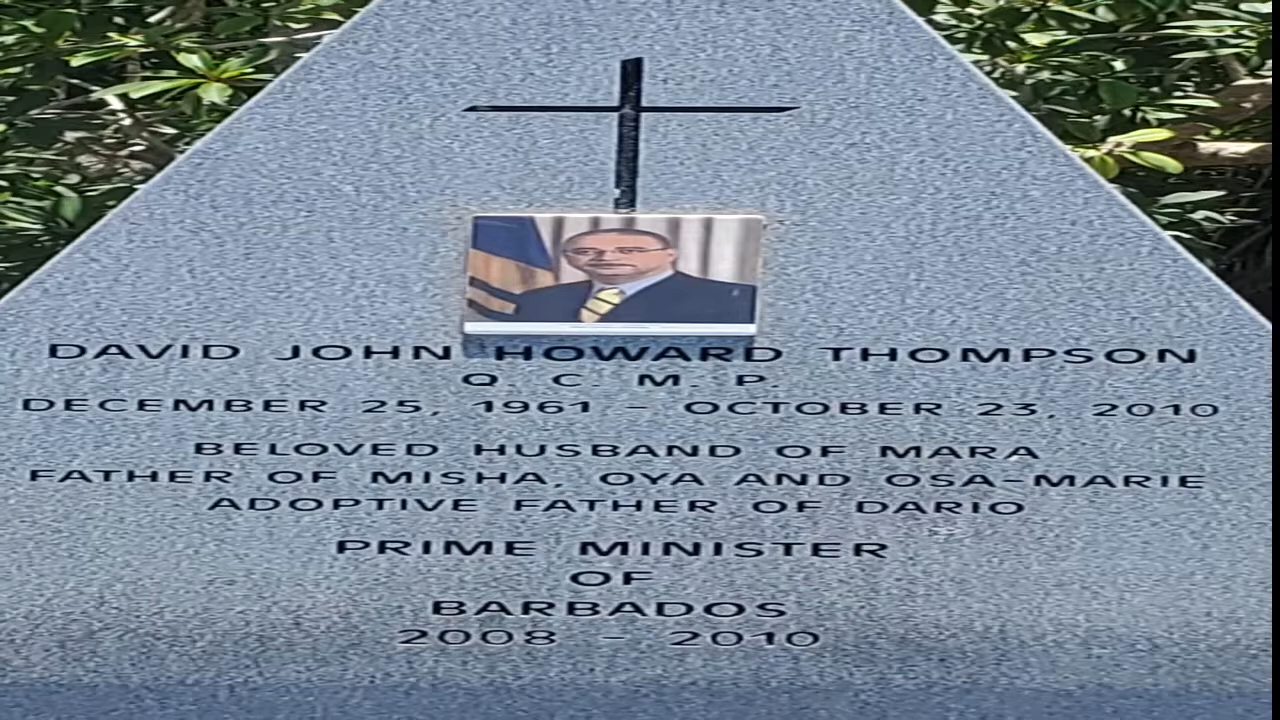 DAVID JOHN HOWARD THOMPSON
Q. C. M. P.
DECEMBER 25, 1961 - OCTOBER 23, 2010
BELOVED HUSBAND OF MARA
FATHER OF MISHA, OYA AND OSA-MARIE
ADOPTIVE FATHER OF DARIO
PRIME MINISTER
OF
BARBADOS
2008 - 2010